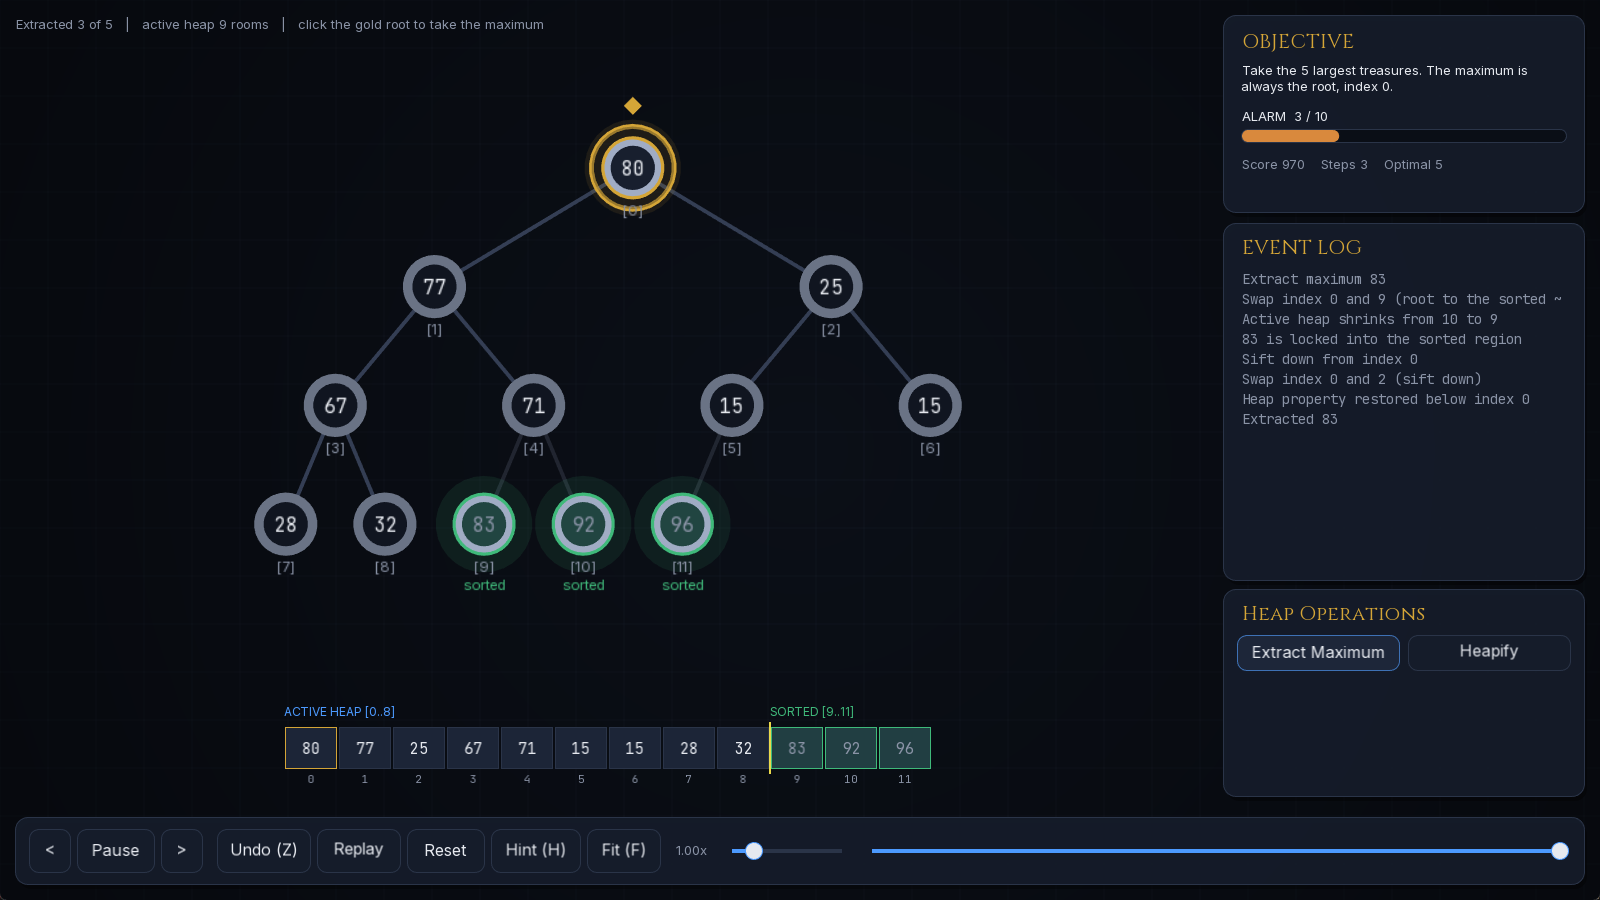 Extracted 3 of 5 | active heap 9 rooms | click the gold root to take the maximum
80
[0]
77
25
[1]
[2]
67
71
15
15
[3]
[4]
[5]
[6]
28
32
83
92
96
[7]
[8]
[9]
[10]
[11]
sorted
sorted
sorted
ACTIVE HEAP [0..8]
SORTED [9..11]
80 77 25 67 71 15 15 28 32 83 92 96
0 1 2 3 4 5 6 7 8 9 10 11
OBJECTIVE
Take the 5 largest treasures. The maximum is
always the root, index 0.
ALARM 3 / 10
Score 970 Steps 3 Optimal 5
EVENT LOG
Extract maximum 83
Swap index 0 and 9 (root to the sorted ~
Active heap shrinks from 10 to 9
83 is locked into the sorted region
Sift down from index 0
Swap index 0 and 2 (sift down)
Heap property restored below index 0
Extracted 83
Heap Operations
Extract Maximum
Heapify
< Pause > Undo (Z) Replay Reset Hint (H) Fit (F) 1.00x